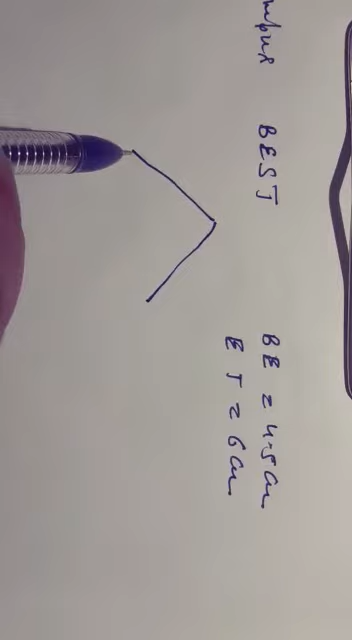 BEST
BE = 4.5 cm
ET = 6 cm